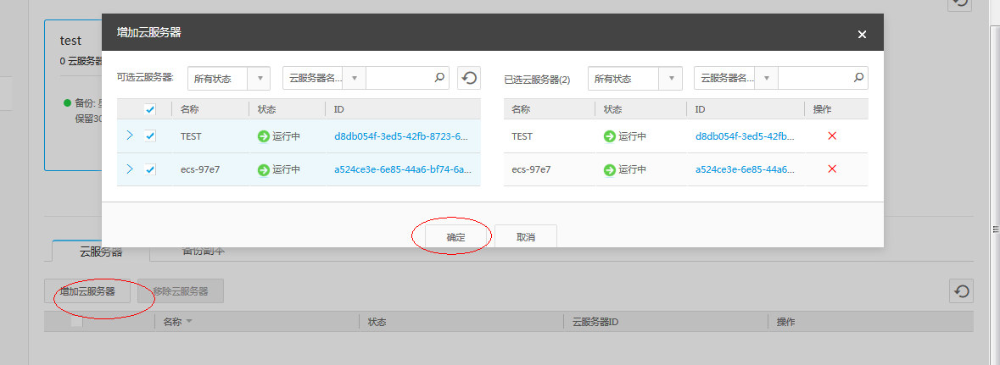 增加云服务器
test
0 云服务器
备份:
保留30
可选云服务器: 所有状态 云服务器名...
名称 状态 ID
TEST 运行中 d8db054f-3ed5-42fb-8723-6...
ecs-97e7 运行中 a524ce3e-6e85-44a6-bf74-6a...
已选云服务器(2) 所有状态 云服务器名...
名称 状态 ID 操作
TEST 运行中 d8db054f-3ed5-42fb...
ecs-97e7 运行中 a524ce3e-6e85-44a6...
确定 取消
云服务器 备份副本
增加云服务器 移除云服务器
名称 状态 云服务器ID 操作